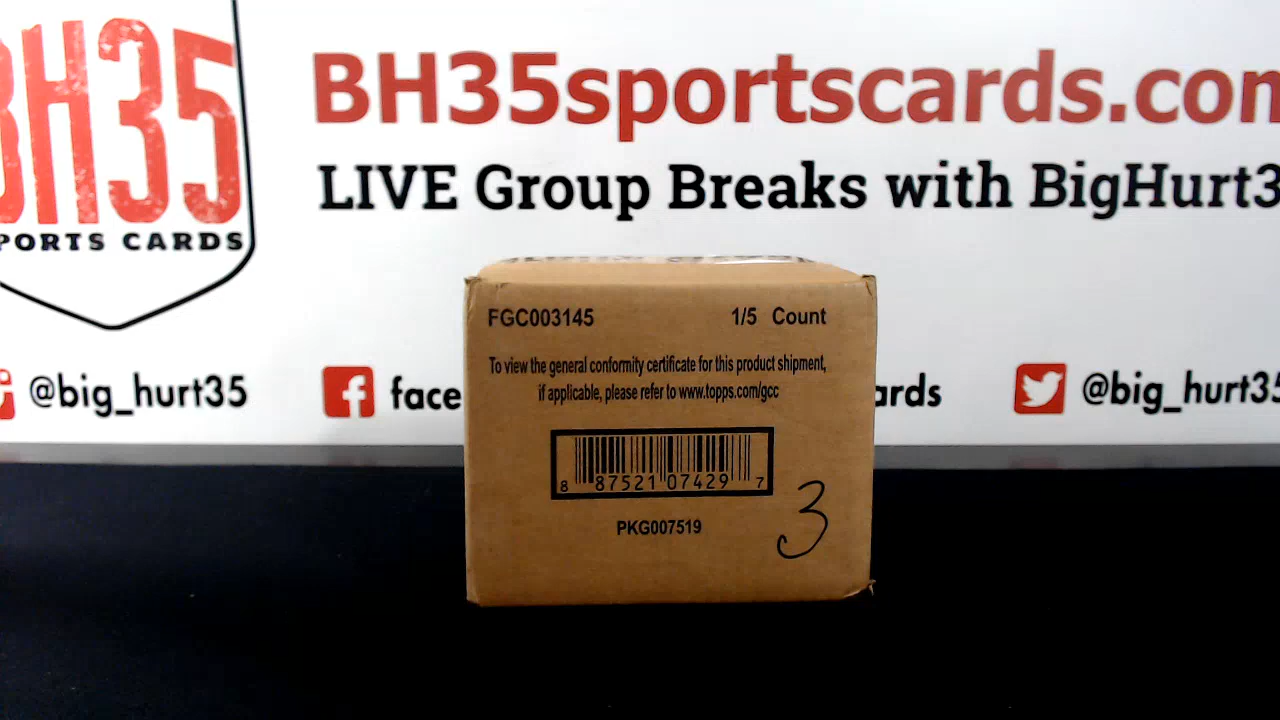 BH35
SPORTS CARDS
BH35sportscards.com
LIVE Group Breaks with BigHurt3
@big_hurt35
face
ards
@big_hurt35
FGC003145
1/5 Count
To view the general conformity certificate for this product shipment,
if applicable, please refer to www.topps.com/gcc
8 87521 07429 7
PKG007519
3